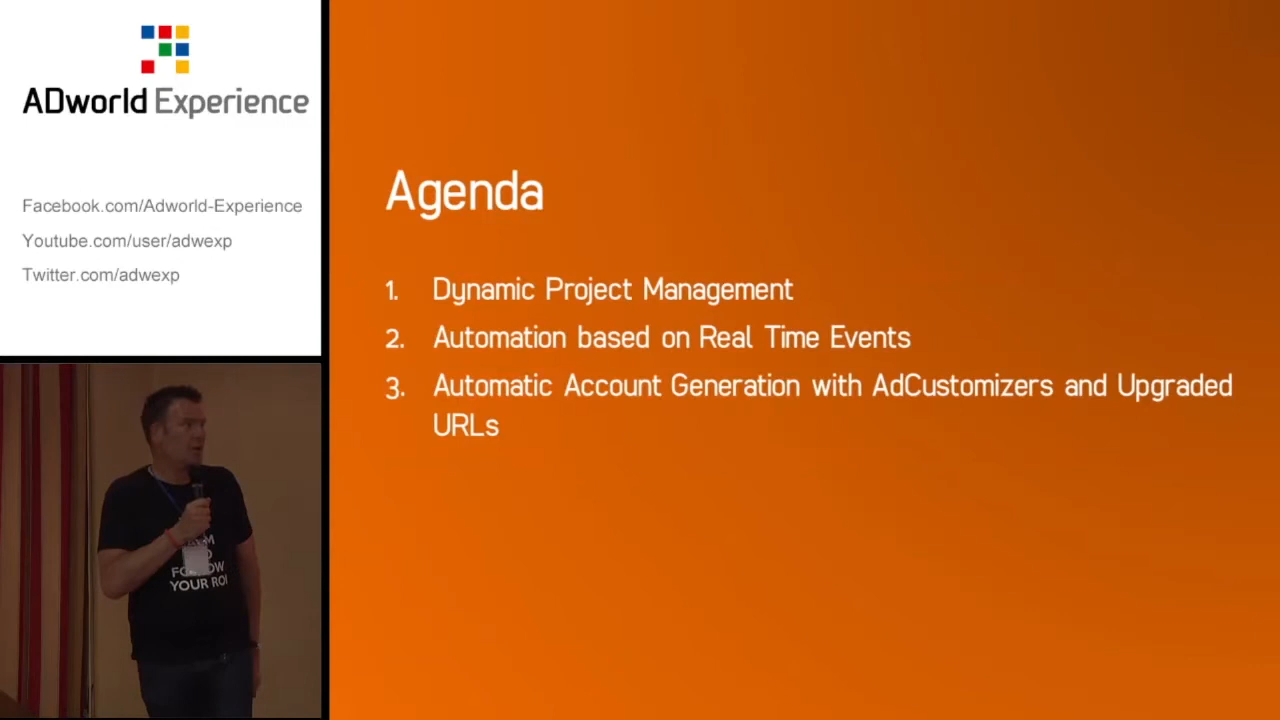 ADworld Experience
Facebook.com/Adworld-Experience
Youtube.com/user/adwexp
Twitter.com/adwexp
Agenda
1. Dynamic Project Management
2. Automation based on Real Time Events
3. Automatic Account Generation with AdCustomizers and Upgraded
URLs
YOUR ROI